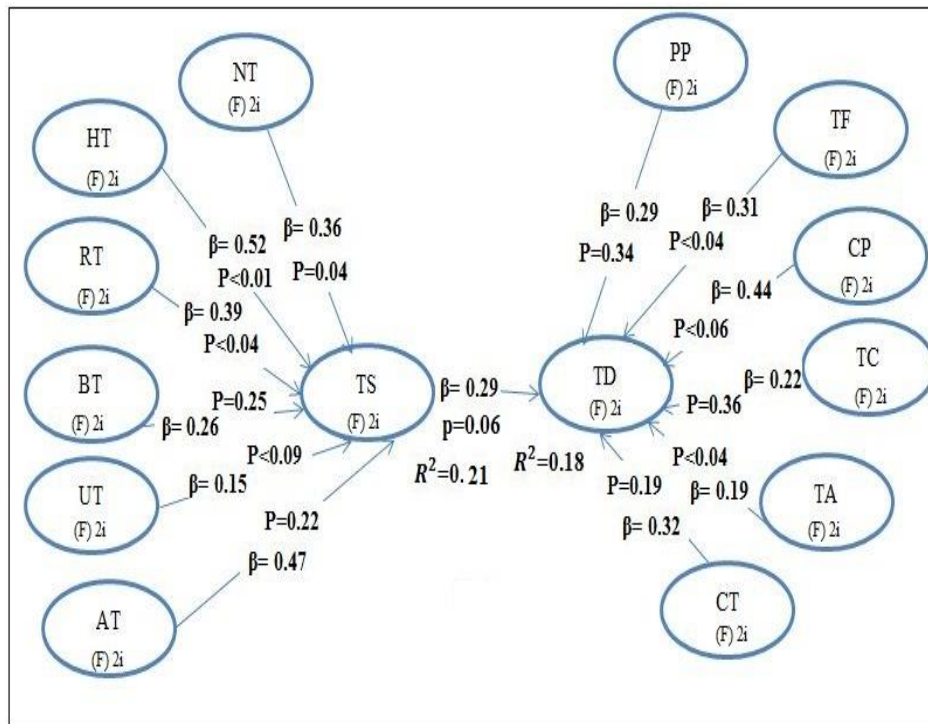 NT
(F) 2i
HT
(F) 2i
RT
(F) 2i
BT
(F) 2i
UT
(F) 2i
AT
(F) 2i
β= 0.36
P=0.04
β= 0.52
P<0.01
β= 0.39
P<0.04
P=0.25
β= 0.26
P<0.09
β= 0.15
P=0.22
β= 0.47
TS
(F) 2i
β= 0.29
p=0.06
R²=0.21
R²=0.18
TD
(F) 2i
PP
(F) 2i
β= 0.29
P=0.34
TF
(F) 2i
β= 0.31
P<0.04
CP
(F) 2i
β= 0.44
P<0.06
TC
(F) 2i
β= 0.22
P=0.36
TA
(F) 2i
P<0.04
β= 0.19
P=0.19
β= 0.32
CT
(F) 2i